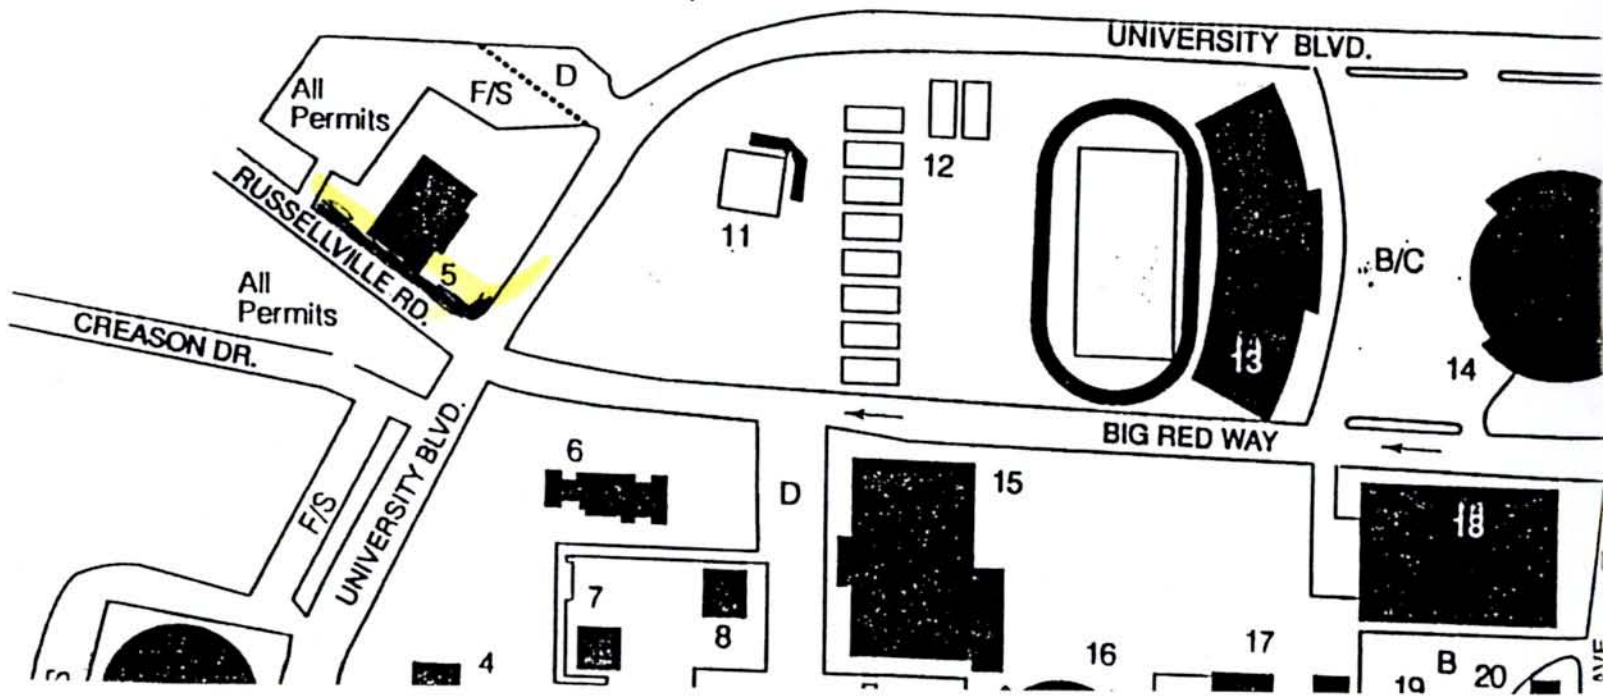 UNIVERSITY BLVD.
D
F/S
All
Permits
12
RUSSELLVILLE RD.
11
5
B/C
All
Permits
CREASON DR.
13
14
BIG RED WAY
UNIVERSITY BLVD.
6
15
D
18
F/S
7
8
4
16
17
B
20
19
AVE